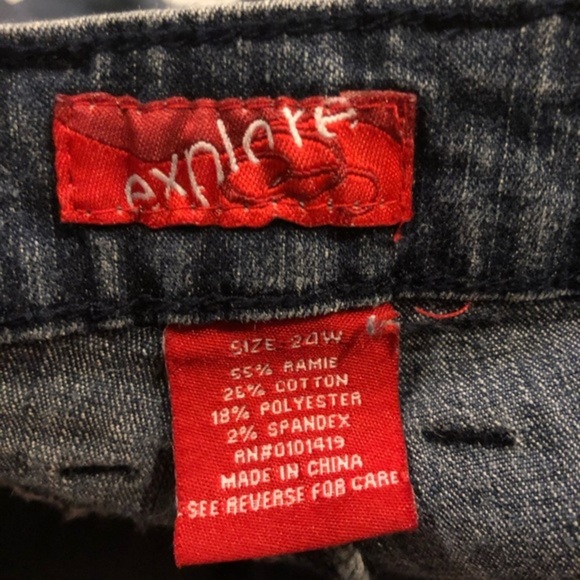 explore
SIZE 24W
55% RAMIE
25% COTTON
18% POLYESTER
2% SPANDEX
RN#0101419
MADE IN CHINA
SEE REVERSE FOR CARE